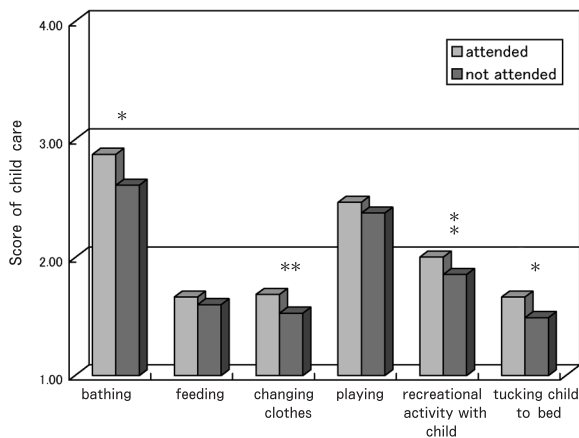 4.00
attended
not attended
*
3.00
Score of child care
*
*
**
*
2.00
1.00
bathing
feeding
changing
clothes
playing
recreational
activity with
child
tucking child
to bed